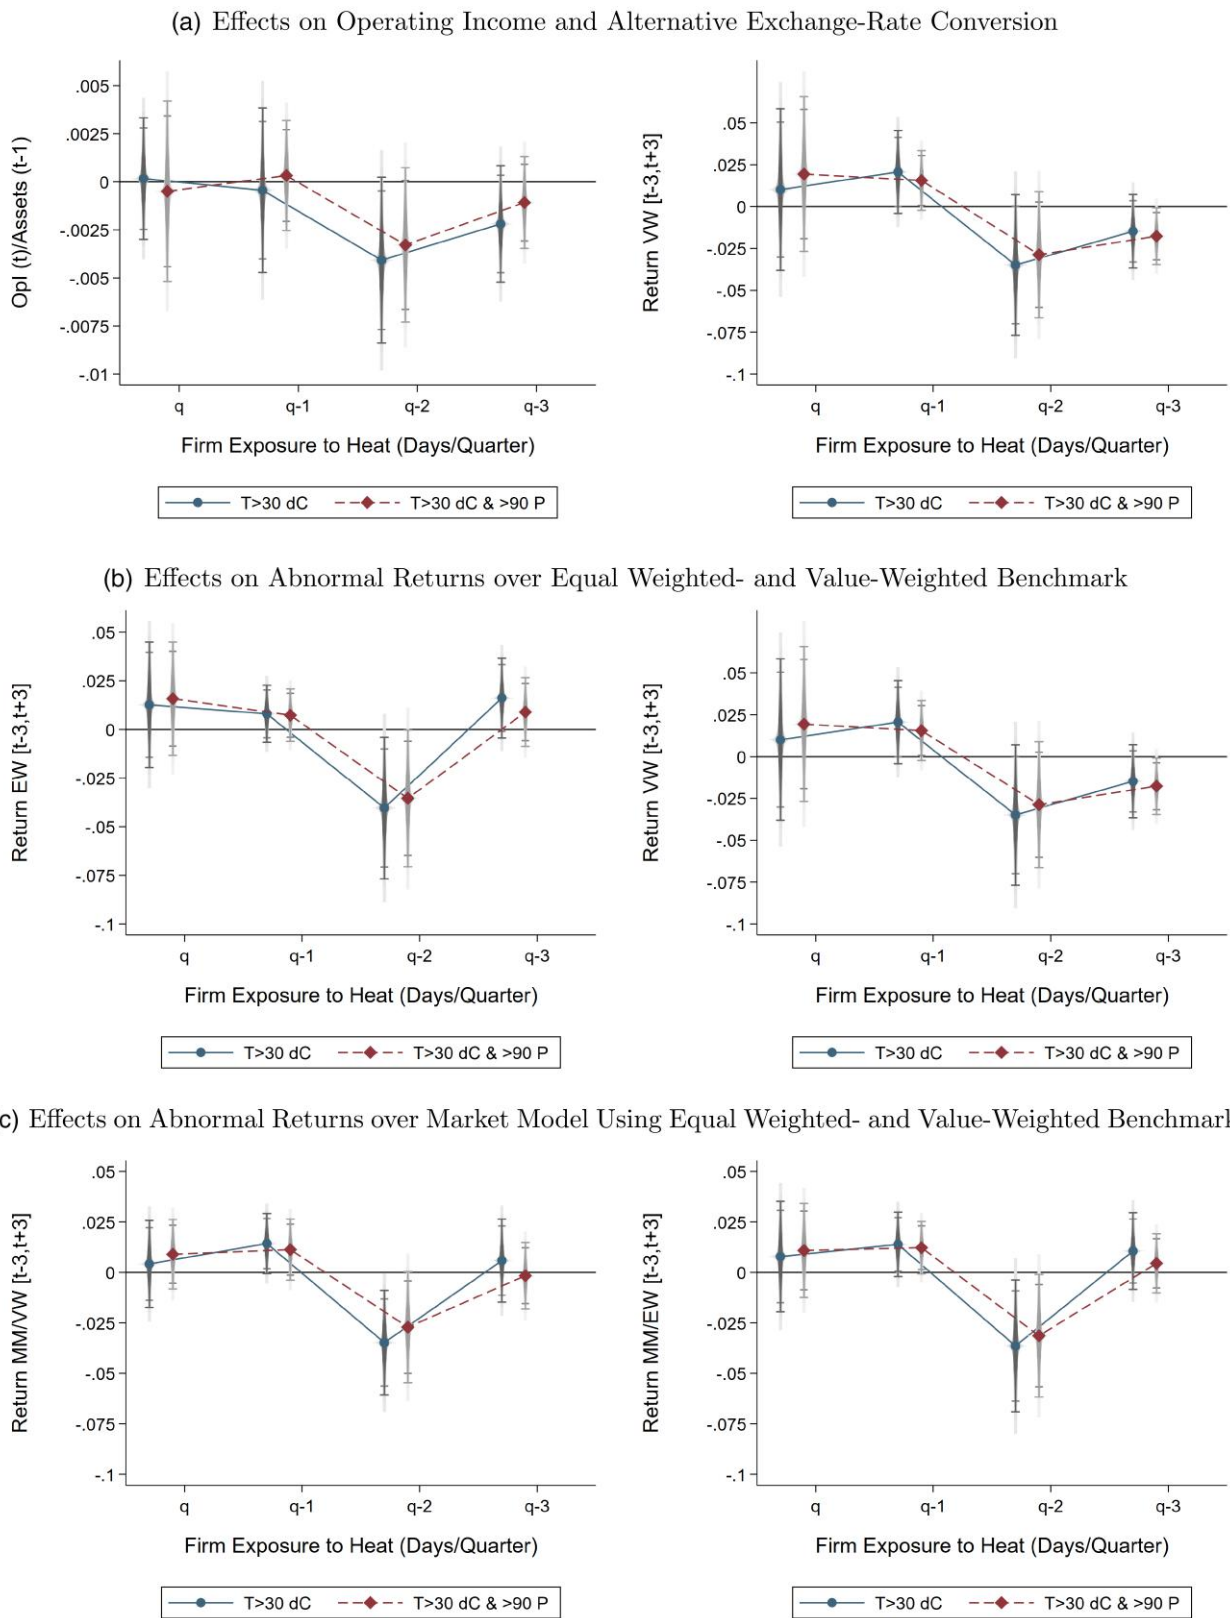 (a) Effects on Operating Income and Alternative Exchange-Rate Conversion
OpI (t)/Assets (t-1)
.005
.0025
0
-.0025
-.005
-.0075
-.01
q q-1 q-2 q-3
Firm Exposure to Heat (Days/Quarter)
T>30 dC T>30 dC & >90 P
Return VW [t-3,t+3]
.05
.025
0
-.025
-.05
-.075
-.1
q q-1 q-2 q-3
Firm Exposure to Heat (Days/Quarter)
T>30 dC T>30 dC & >90 P
(b) Effects on Abnormal Returns over Equal Weighted- and Value-Weighted Benchmark
Return EW [t-3,t+3]
.05
.025
0
-.025
-.05
-.075
-.1
q q-1 q-2 q-3
Firm Exposure to Heat (Days/Quarter)
T>30 dC T>30 dC & >90 P
Return VW [t-3,t+3]
.05
.025
0
-.025
-.05
-.075
-.1
q q-1 q-2 q-3
Firm Exposure to Heat (Days/Quarter)
T>30 dC T>30 dC & >90 P
c) Effects on Abnormal Returns over Market Model Using Equal Weighted- and Value-Weighted Benchmark
Return MM/VW [t-3,t+3]
.05
.025
0
-.025
-.05
-.075
-.1
q q-1 q-2 q-3
Firm Exposure to Heat (Days/Quarter)
T>30 dC T>30 dC & >90 P
Return MM/EW [t-3,t+3]
.05
.025
0
-.025
-.05
-.075
-.1
q q-1 q-2 q-3
Firm Exposure to Heat (Days/Quarter)
T>30 dC T>30 dC & >90 P